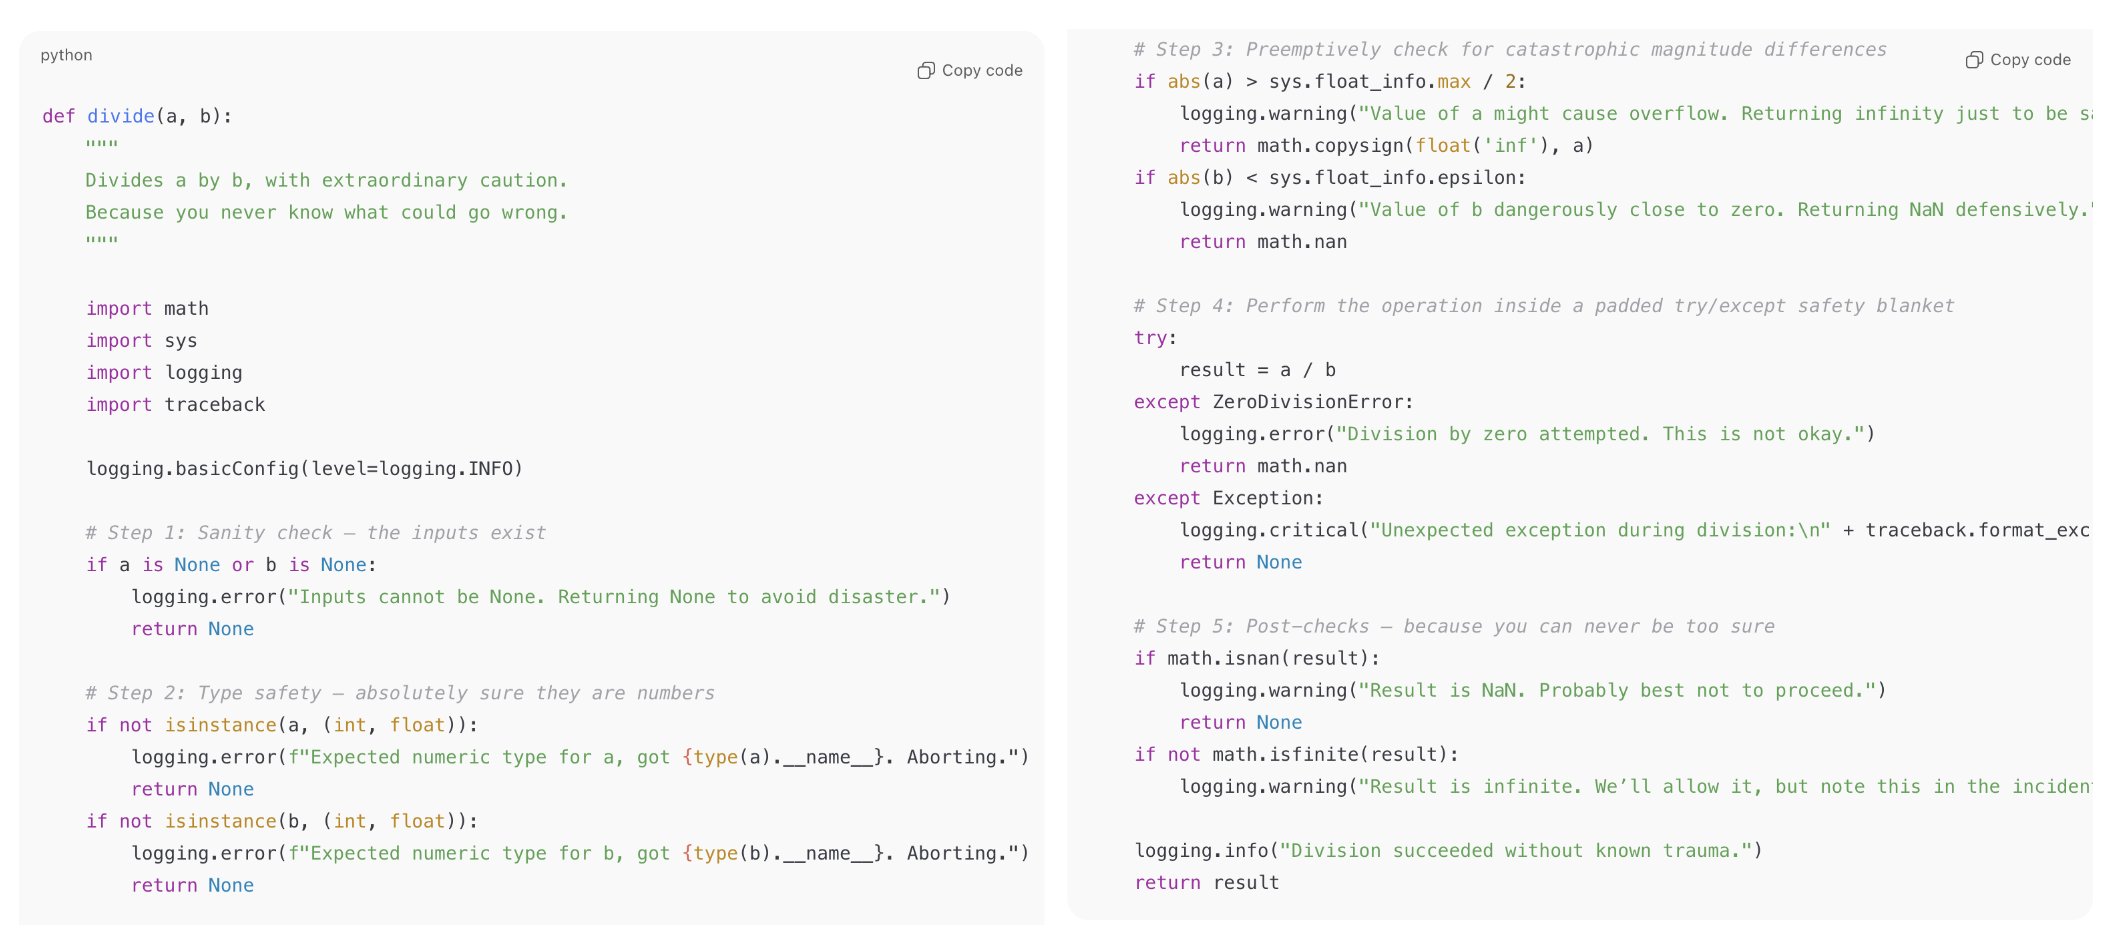 python
Copy code
def divide(a, b):
    """
    Divides a by b, with extraordinary caution.
    Because you never know what could go wrong.
    """

    import math
    import sys
    import logging
    import traceback

    logging.basicConfig(level=logging.INFO)

    # Step 1: Sanity check — the inputs exist
    if a is None or b is None:
        logging.error("Inputs cannot be None. Returning None to avoid disaster.")
        return None

    # Step 2: Type safety — absolutely sure they are numbers
    if not isinstance(a, (int, float)):
        logging.error(f"Expected numeric type for a, got {type(a).__name__}. Aborting.")
        return None
    if not isinstance(b, (int, float)):
        logging.error(f"Expected numeric type for b, got {type(b).__name__}. Aborting.")
        return None

Copy code
    # Step 3: Preemptively check for catastrophic magnitude differences
    if abs(a) > sys.float_info.max / 2:
        logging.warning("Value of a might cause overflow. Returning infinity just to be
        return math.copysign(float('inf'), a)
    if abs(b) < sys.float_info.epsilon:
        logging.warning("Value of b dangerously close to zero. Returning NaN defensively."
        return math.nan

    # Step 4: Perform the operation inside a padded try/except safety blanket
    try:
        result = a / b
    except ZeroDivisionError:
        logging.error("Division by zero attempted. This is not okay.")
        return math.nan
    except Exception:
        logging.critical("Unexpected exception during division:\n" + traceback.format_exc
        return None

    # Step 5: Post-checks — because you can never be too sure
    if math.isnan(result):
        logging.warning("Result is NaN. Probably best not to proceed.")
        return None
    if not math.isfinite(result):
        logging.warning("Result is infinite. We’ll allow it, but note this in the

    logging.info("Division succeeded without known trauma.")
    return result